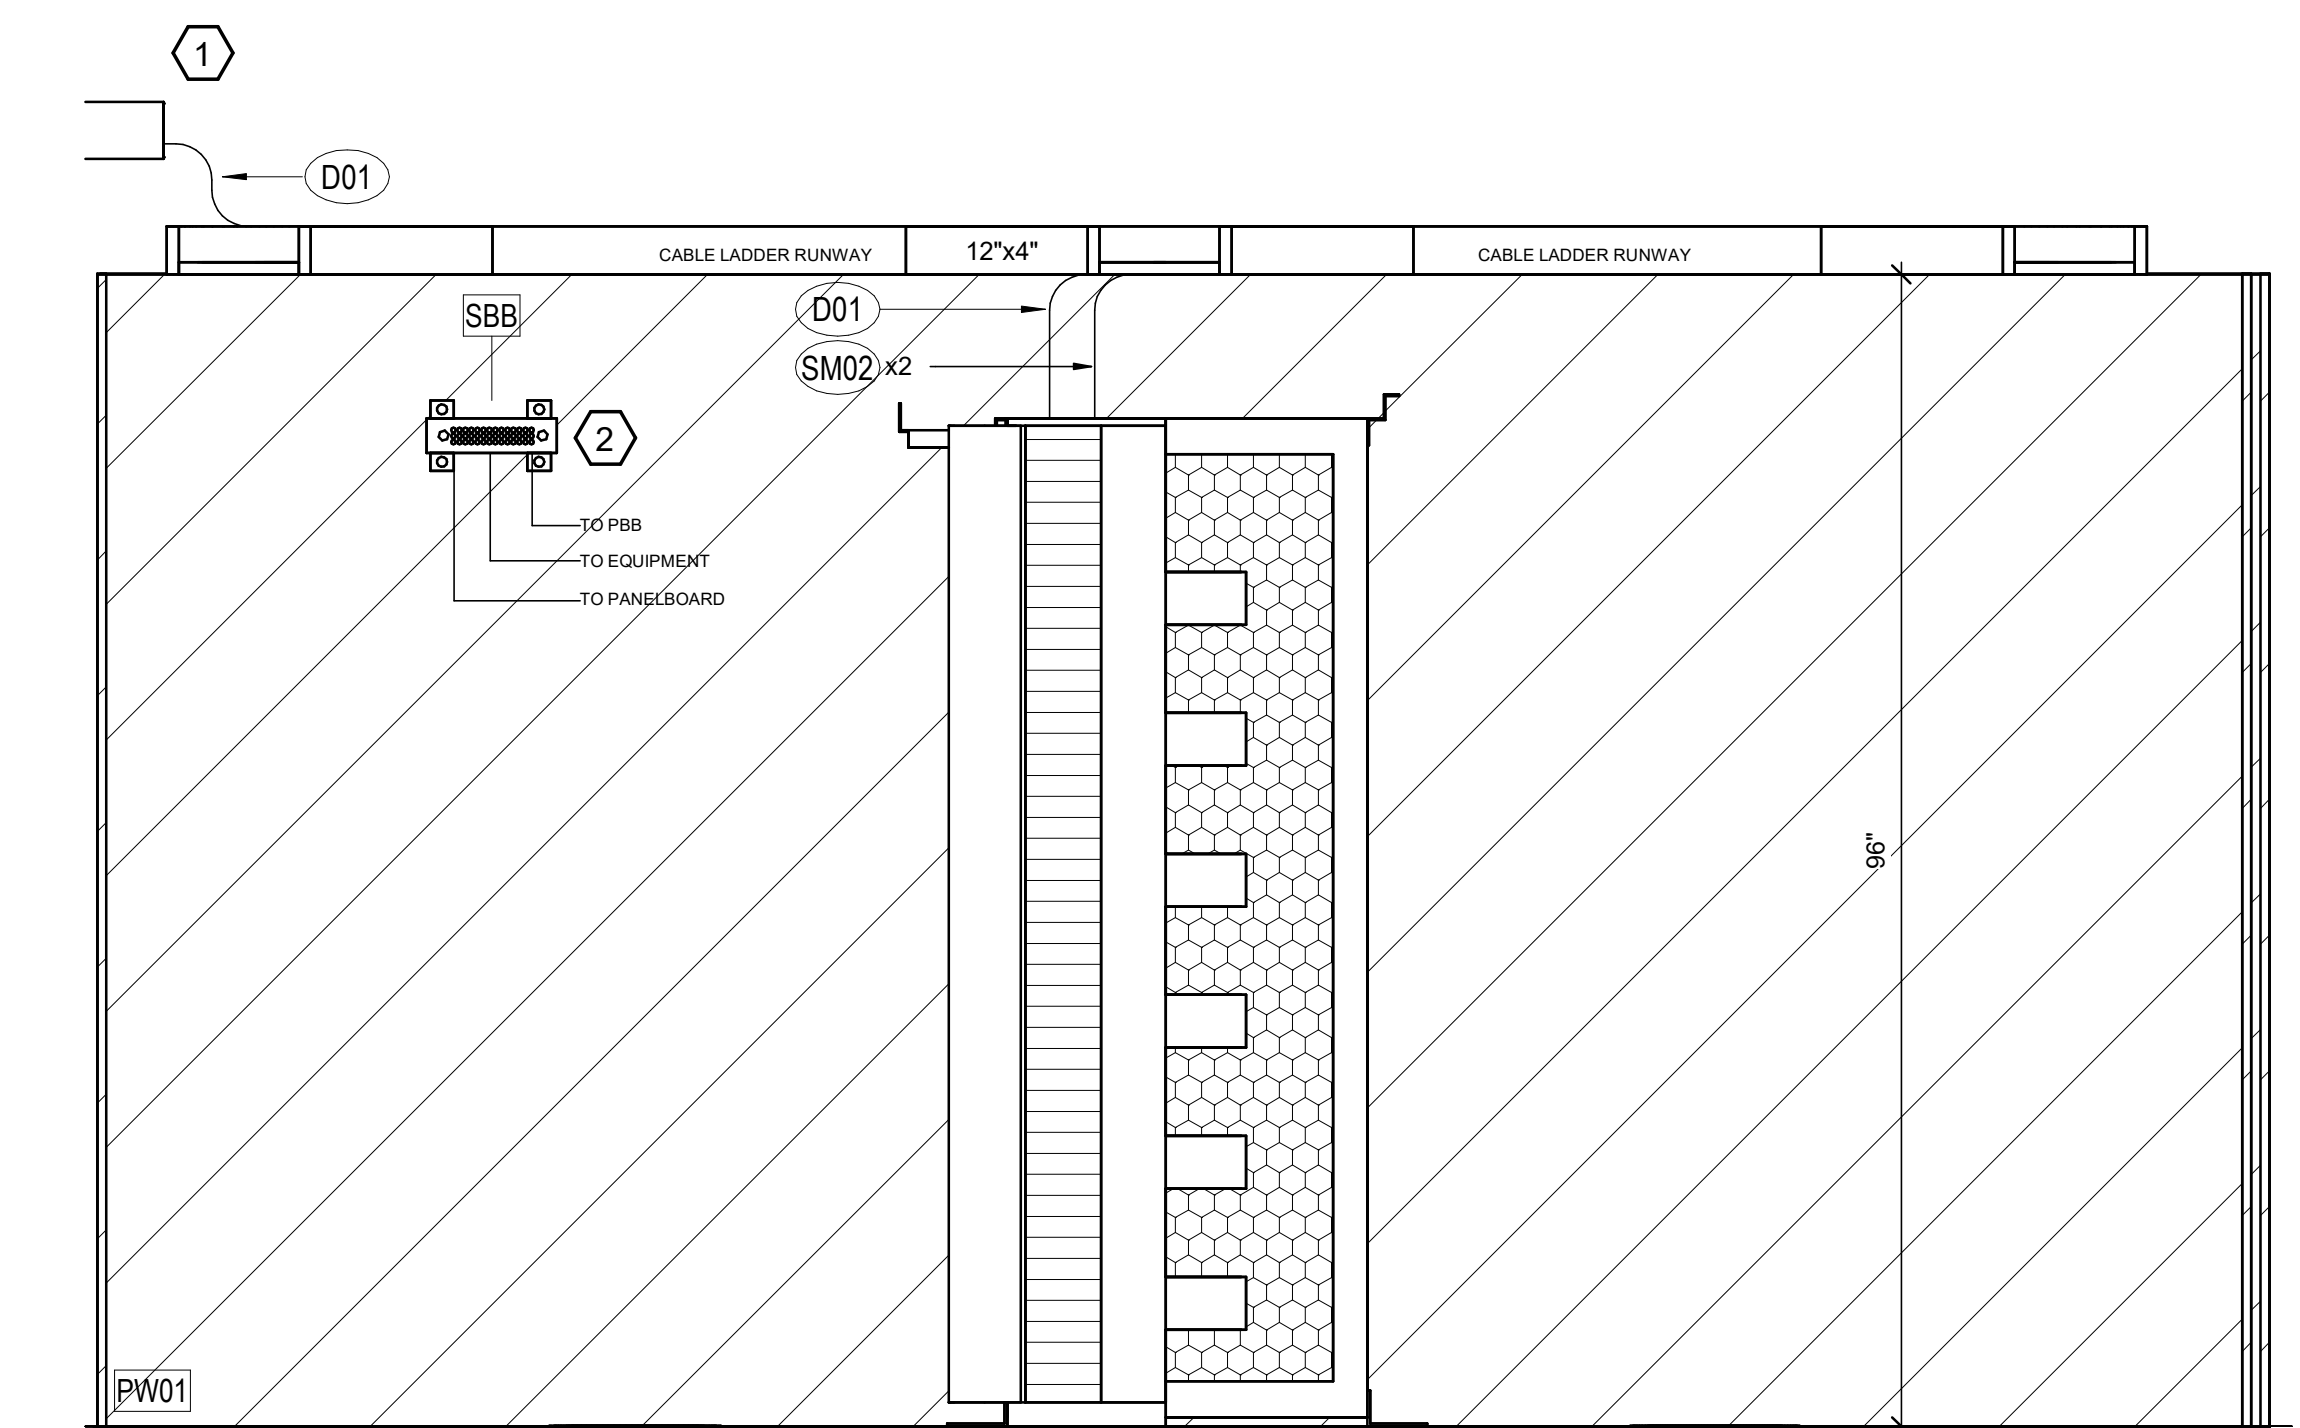 1
D01
CABLE LADDER RUNWAY
12"x4"
CABLE LADDER RUNWAY
SBB
D01
SM02 x2
2
TO PBB
TO EQUIPMENT
TO PANELBOARD
96"
PW01